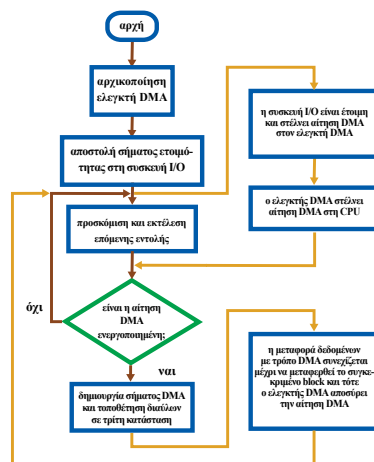 αρχή
αρχικοποίηση
ελεγκτή DMA
αποστολή σήματος ετοιμό-
τητας στη συσκευή I/O
προσκόμιση και εκτέλεση
επόμενης εντολής
όχι
είναι η αίτηση
DMA
ενεργοποιημένη;
ναι
δημιουργία σήματος DMA
και τοποθέτηση διαύλων
σε τρίτη κατάσταση
η συσκευή I/O είναι έτοιμη
και στέλνει αίτηση DMA
στον ελεγκτή DMA
ο ελεγκτής DMA στέλνει
αίτηση DMA στη CPU
η μεταφορά δεδομένων
με τρόπο DMA συνεχίζεται
μέχρι να μεταφερθεί το συγκε-
κριμένο block και τότε
ο ελεγκτής DMA αποσύρει
την αίτηση DMA